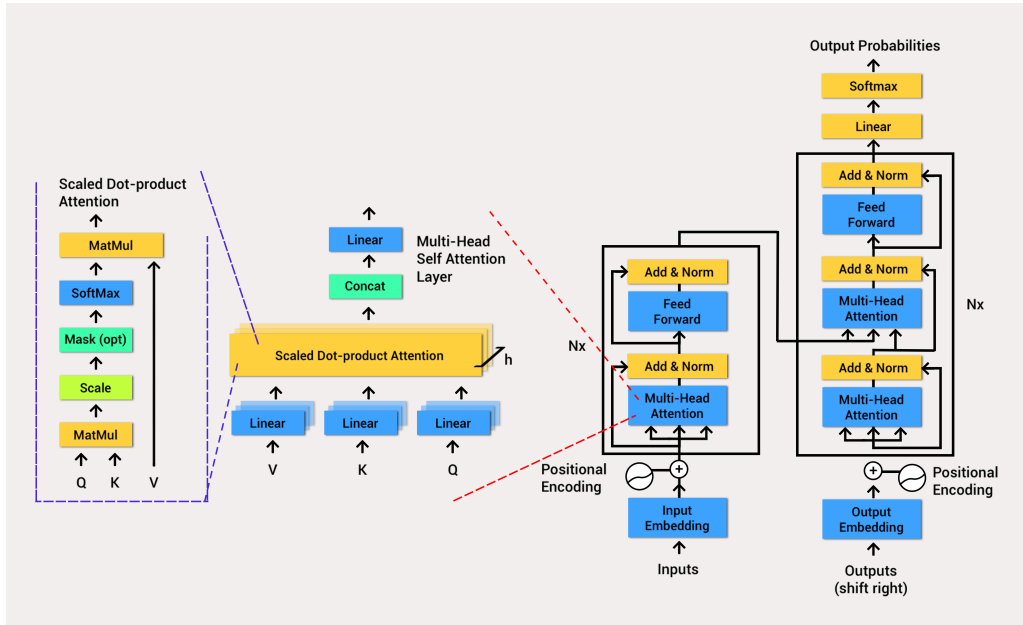 Scaled Dot-product
Attention
MatMul
SoftMax
Mask (opt)
Scale
MatMul
Q
K
V
Linear
Multi-Head
Self Attention
Layer
Concat
Scaled Dot-product Attention
h
Linear
Linear
Linear
V
K
Q
Nx
Add & Norm
Feed
Forward
Add & Norm
Multi-Head
Attention
Positional
Encoding
+
Input
Embedding
Inputs
Output Probabilities
Softmax
Linear
Add & Norm
Feed
Forward
Add & Norm
Multi-Head
Attention
Nx
Add & Norm
Multi-Head
Attention
+
Positional
Encoding
Output
Embedding
Outputs
(shift right)